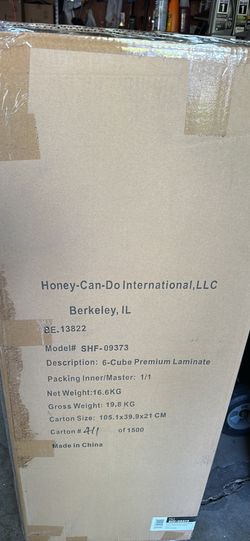 Honey-Can-Do International,LLC
Berkeley, IL
BE.13822
Model# SHF-09373
Description: 6-Cube Premium Laminate
Packing Inner/Master: 1/1
Net Weight:16.6KG
Gross Weight: 19.8 KG
Carton Size: 105.1x39.9x21 CM
Carton # 411 of 1500
Made in China